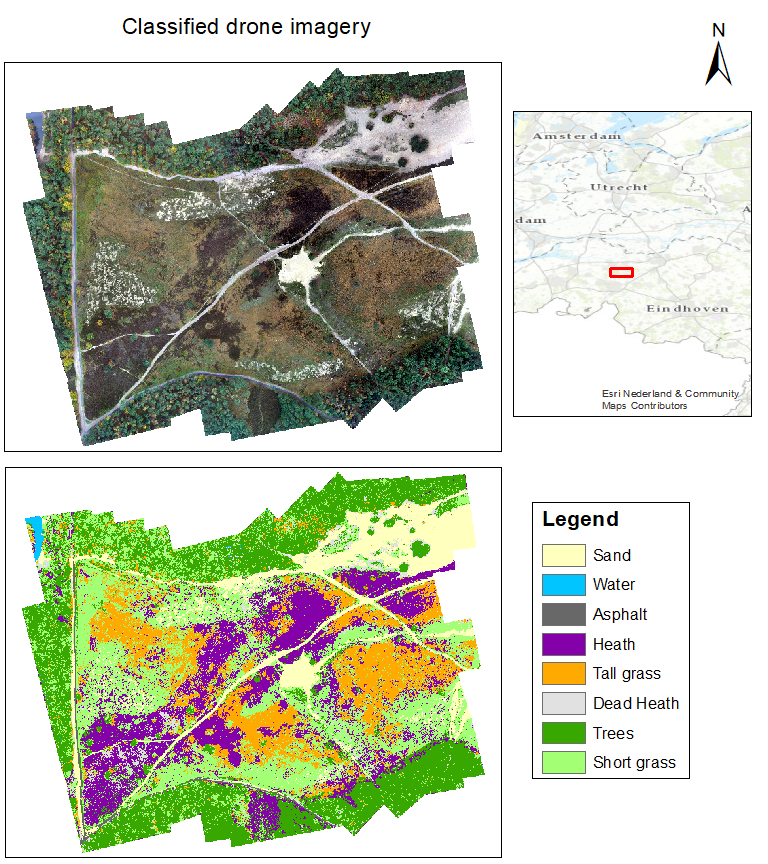 Classified drone imagery
N
Amsterdam
Utrecht
dam
A
Eindhoven
Esri Nederland & Community
Maps Contributors
Legend
Sand
Water
Asphalt
Heath
Tall grass
Dead Heath
Trees
Short grass